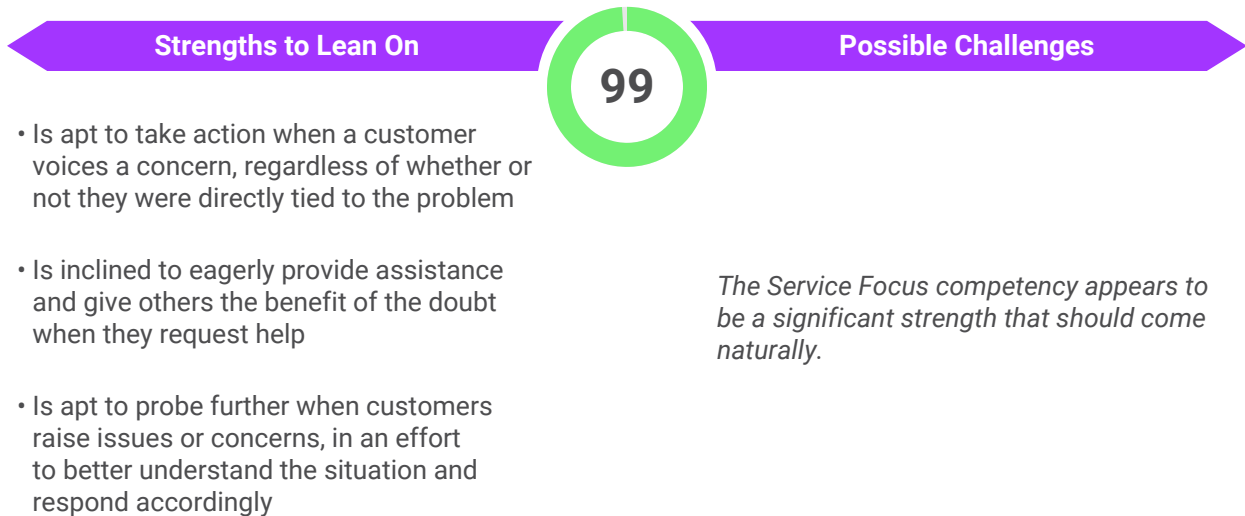 Strengths to Lean On
99
Possible Challenges
• Is apt to take action when a customer
voices a concern, regardless of whether or
not they were directly tied to the problem
• Is inclined to eagerly provide assistance
and give others the benefit of the doubt
when they request help
• Is apt to probe further when customers
raise issues or concerns, in an effort
to better understand the situation and
respond accordingly
The Service Focus competency appears to
be a significant strength that should come
naturally.